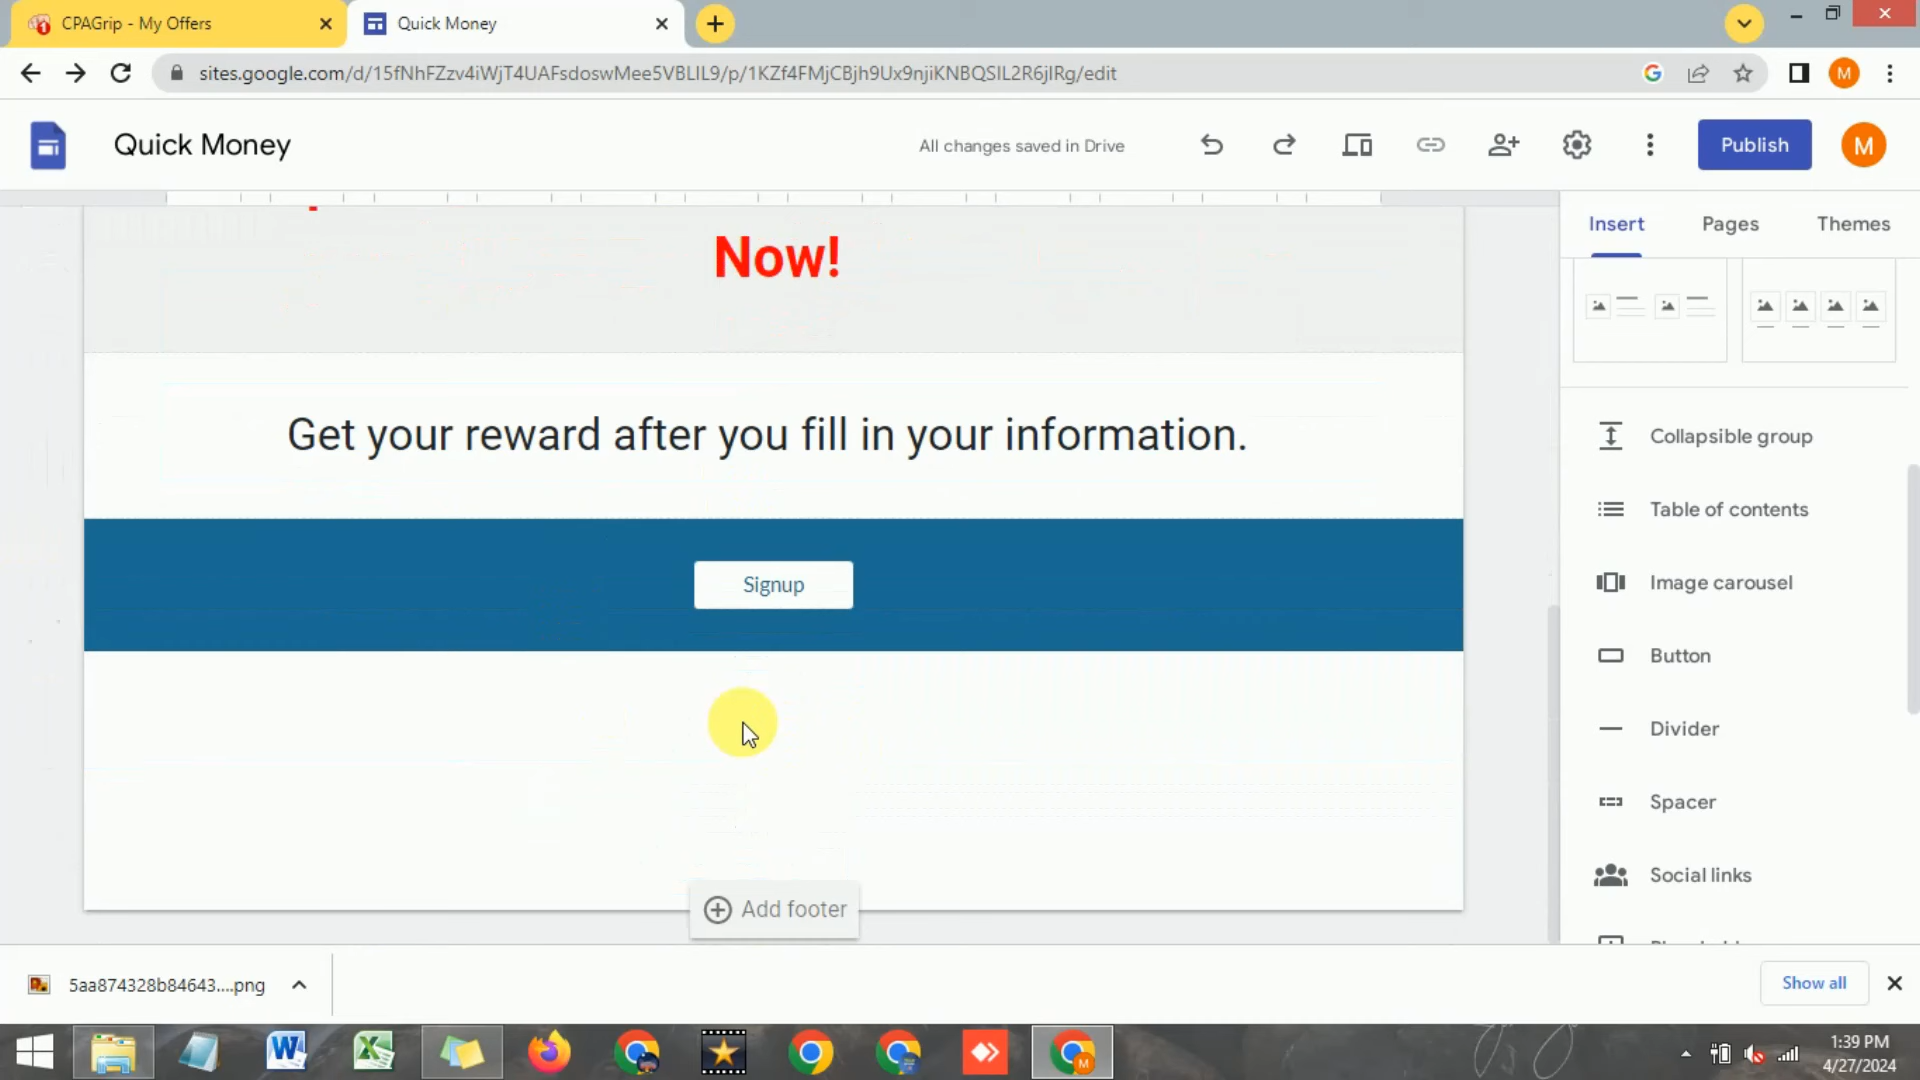 CPAGrip - My Offers
Quick Money
sites.google.com/d/15fNhFZzv4iWjT4UAFsdoswMee5VBLIL9/p/1KZf4FMjCBjh9Ux9njiKNBQSIL2R6jIRg/edit
M
Quick Money
All changes saved in Drive
Publish
M
Insert
Pages
Themes
Now!
Get your reward after you fill in your information.
Signup
Add footer
Collapsible group
Table of contents
Image carousel
Button
Divider
Spacer
Social links
5aa874328b84643....png
Show all
1:39 PM
4/27/2024